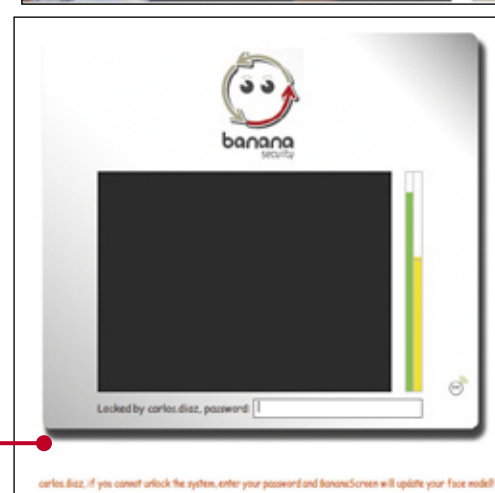 banana
security
Locked by carlos.diaz, password:
carlos.diaz, if you cannot unlock the system, enter your password and BananaScreen will update your face model!